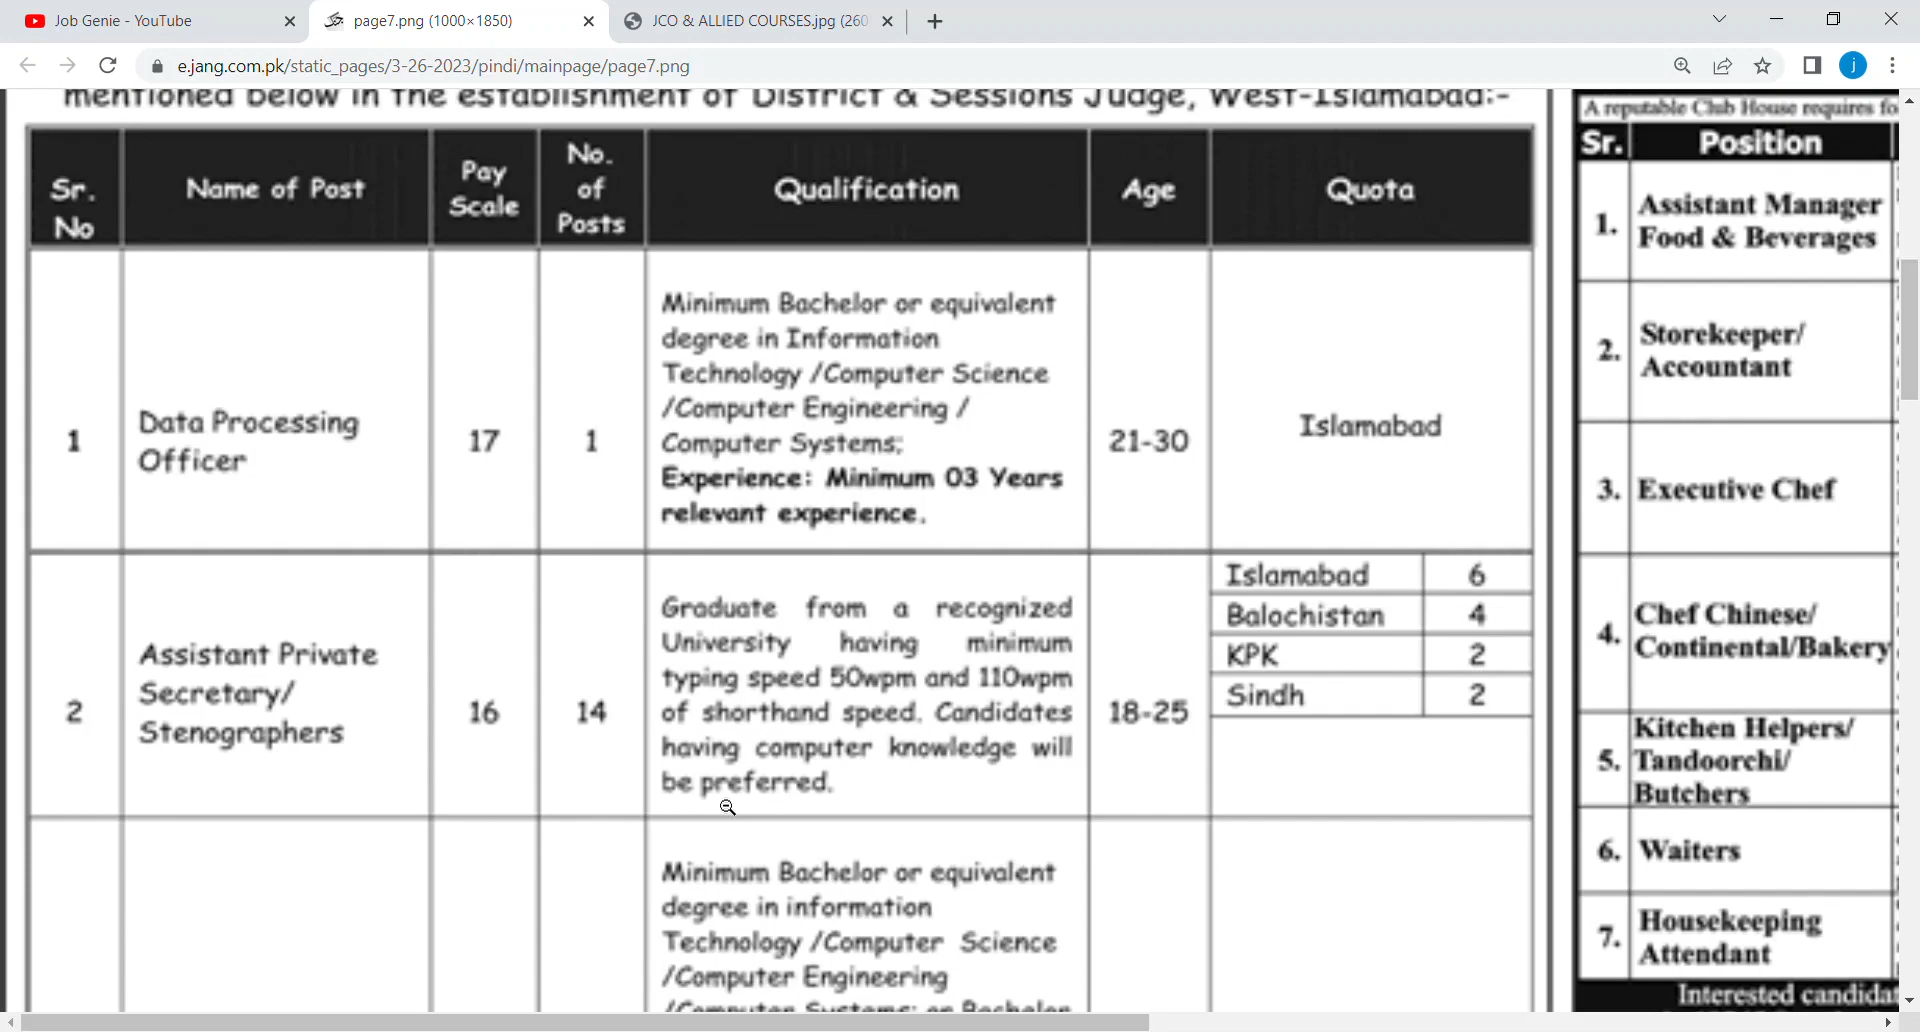 Job Genie - YouTube
page7.png (1000×1850)
JCO & ALLIED COURSES.jpg (260
e.jang.com.pk/static_pages/3-26-2023/pindi/mainpage/page7.png
j
mentioned below in the establishment of District & Sessions Judge, West-Islamabad:-
Sr. No
Name of Post
Pay Scale
No. of Posts
Qualification
Age
Quota
1
Data Processing
Officer
17
1
Minimum Bachelor or equivalent
degree in Information
Technology /Computer Science
/Computer Engineering /
Computer Systems;
Experience: Minimum 03 Years
relevant experience.
21-30
Islamabad
2
Assistant Private
Secretary/
Stenographers
16
14
Graduate from a recognized
University having minimum
typing speed 50wpm and 110wpm
of shorthand speed. Candidates
having computer knowledge will
be preferred.
18-25
Islamabad 6
Balochistan 4
KPK 2
Sindh 2
Minimum Bachelor or equivalent
degree in information
Technology /Computer Science
/Computer Engineering
/Computer Systems; or Bachelor
A reputable Club House requires fo
Sr. Position
1. Assistant Manager
Food & Beverages
2. Storekeeper/
Accountant
3. Executive Chef
4. Chef Chinese/
Continental/Bakery
5. Kitchen Helpers/
Tandoorchi/
Butchers
6. Waiters
7. Housekeeping
Attendant
Interested candida